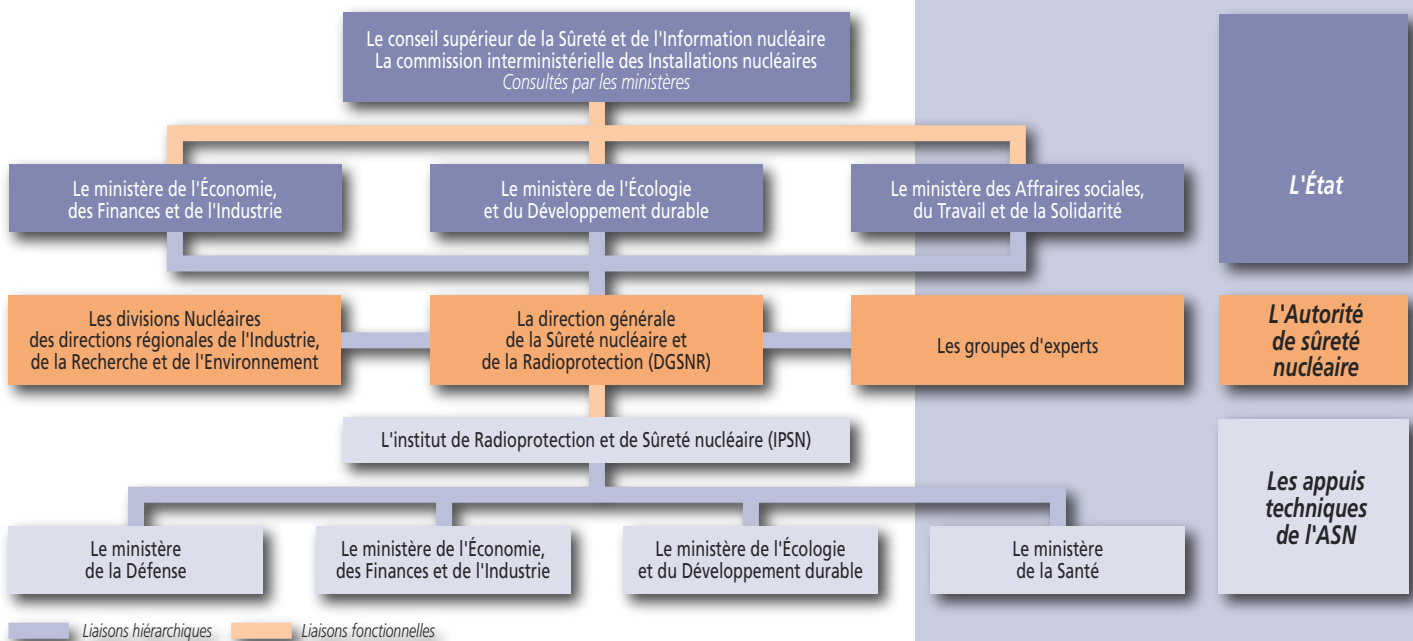 Le conseil supérieur de la Sûreté et de l'Information nucléaire
La commission interministérielle des Installations nucléaires
Consultés par les ministères
Le ministère de l'Économie,
des Finances et de l'Industrie
Le ministère de l'Écologie
et du Développement durable
Le ministère des Affraires sociales,
du Travail et de la Solidarité
L'État
Les divisions Nucléaires
des directions régionales de l'Industrie,
de la Recherche et de l'Environnement
La direction générale
de la Sûreté nucléaire et
de la Radioprotection (DGSNR)
Les groupes d'experts
L'Autorité
de sûreté
nucléaire
L'institut de Radioprotection et de Sûreté nucléaire (IPSN)
Les appuis
techniques
de l'ASN
Le ministère
de la Défense
Le ministère de l'Économie,
des Finances et de l'Industrie
Le ministère de l'Écologie
et du Développement durable
Le ministère
de la Santé
Liaisons hiérarchiques
Liaisons fonctionnelles